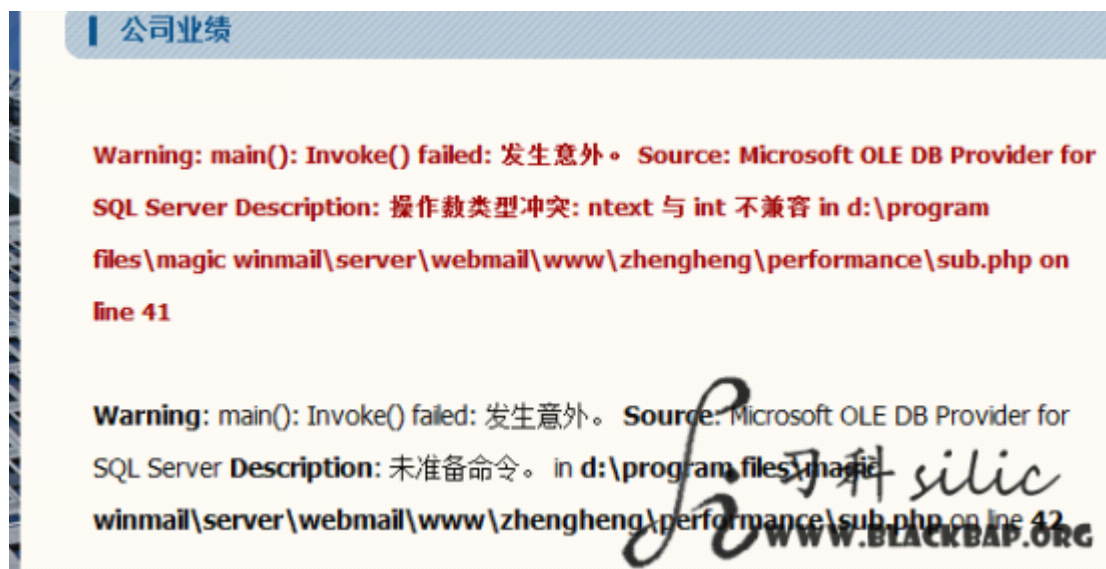 公司业绩
Warning: main(): Invoke() failed: 发生意外。 Source: Microsoft OLE DB Provider for
SQL Server Description: 操作数类型冲突: ntext 与 int 不兼容 in d:\program
files\magic winmail\server\webmail\www\zhengheng\performance\sub.php on
line 41
Warning: main(): Invoke() failed: 发生意外。 Source: Microsoft OLE DB Provider for
SQL Server Description: 未准备命令。 in d:\program files\magic
winmail\server\webmail\www\zhengheng\performance\sub.php on line 42
习科 silic
WWW.BLACKBAP.ORG